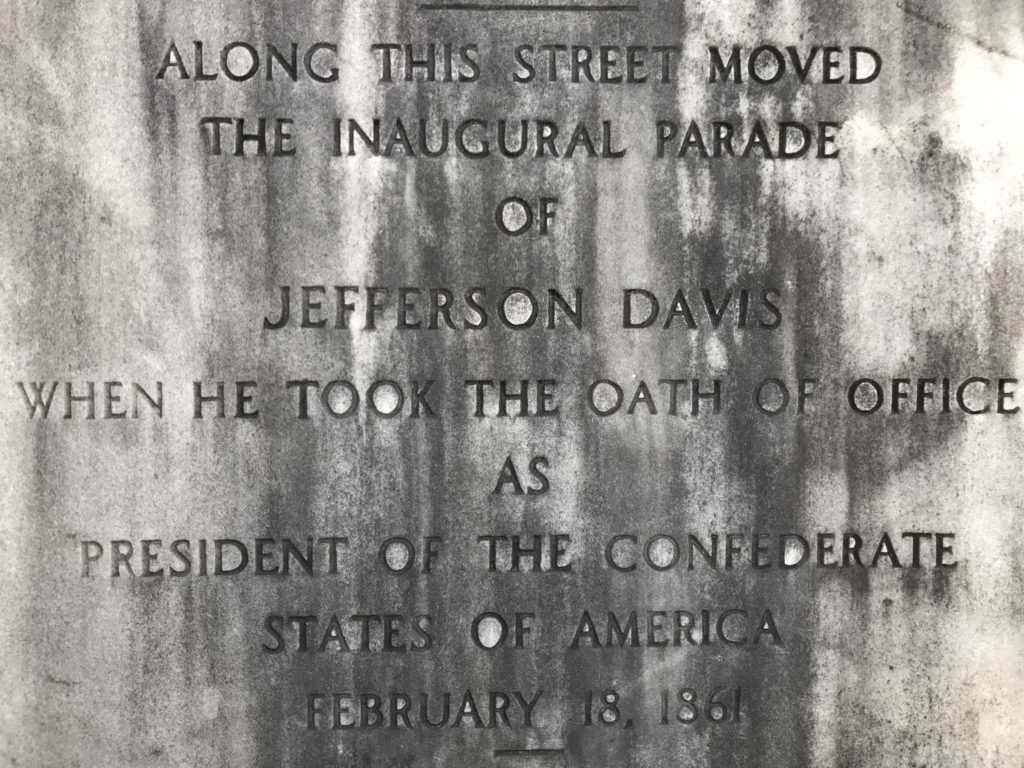 ALONG THIS STREET MOVED
THE INAUGURAL PARADE
OF
JEFFERSON DAVIS
WHEN HE TOOK THE OATH OF OFFICE
AS
PRESIDENT OF THE CONFEDERATE
STATES OF AMERICA
FEBRUARY 18, 1861